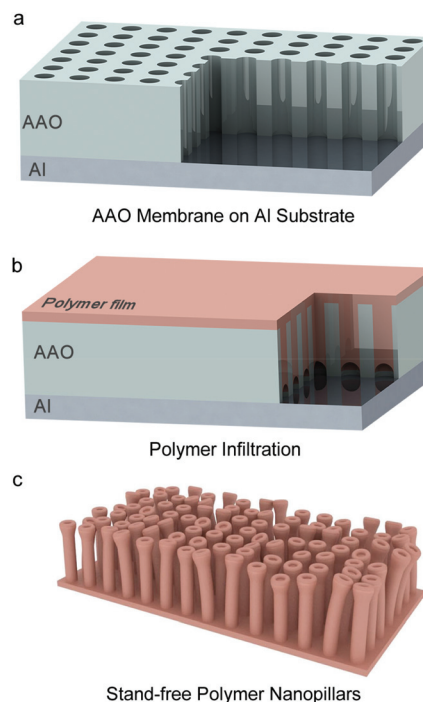 a
AAO
Al
AAO Membrane on Al Substrate
b
Polymer film
AAO
Al
Polymer Infiltration
c
Stand-free Polymer Nanopillars